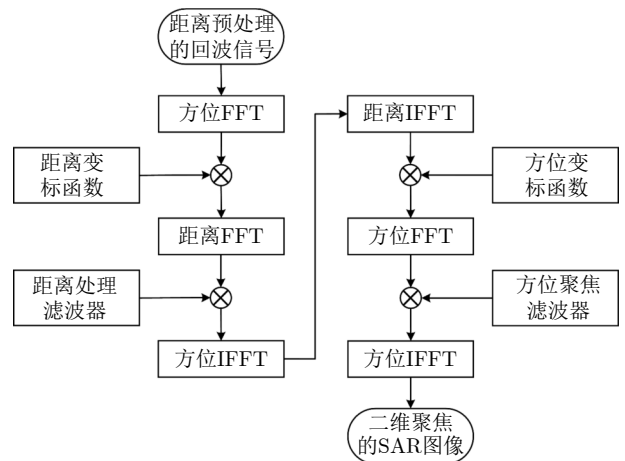 距离预处理
的回波信号
方位FFT
距离变
标函数
距离FFT
距离处理
滤波器
方位IFFT
距离IFFT
方位变
标函数
方位FFT
方位聚焦
滤波器
方位IFFT
二维聚焦
的SAR图像